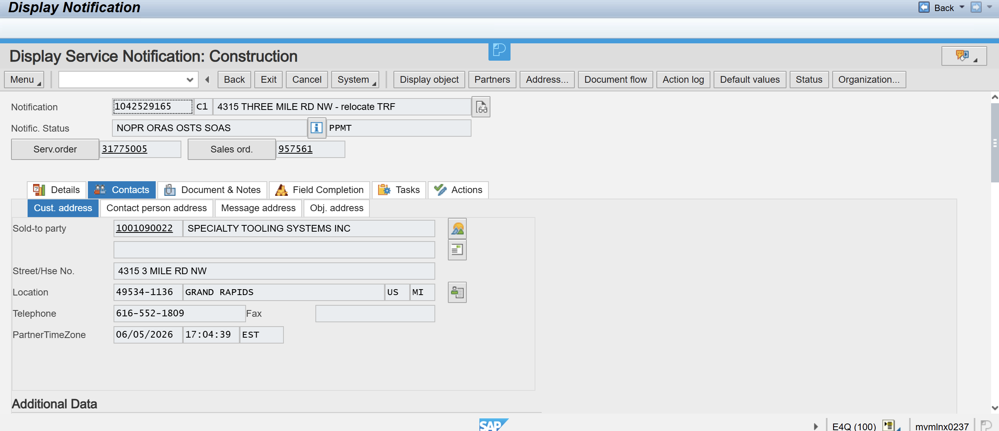 Display Notification
Back
Display Service Notification: Construction
Menu Back Exit Cancel System Display object Partners Address... Document flow Action log Default values Status Organization...
Notification 1042529165 C1 4315 THREE MILE RD NW - relocate TRF
Notific. Status NOPR ORAS OSTS SOAS PPMT
Serv.order 31775005 Sales ord. 957561
Details Contacts Document & Notes Field Completion Tasks Actions
Cust. address Contact person address Message address Obj. address
Sold-to party 1001090022 SPECIALTY TOOLING SYSTEMS INC
Street/Hse No. 4315 3 MILE RD NW
Location 49534-1136 GRAND RAPIDS US MI
Telephone 616-552-1809 Fax
PartnerTimeZone 06/05/2026 17:04:39 EST
Additional Data
SAP E4Q (100) mvmlnx0237